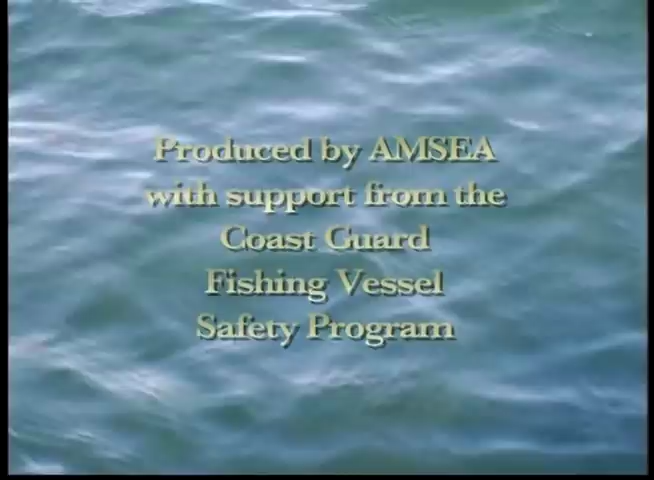 Produced by AMSEA
with support from the
Coast Guard
Fishing Vessel
Safety Program